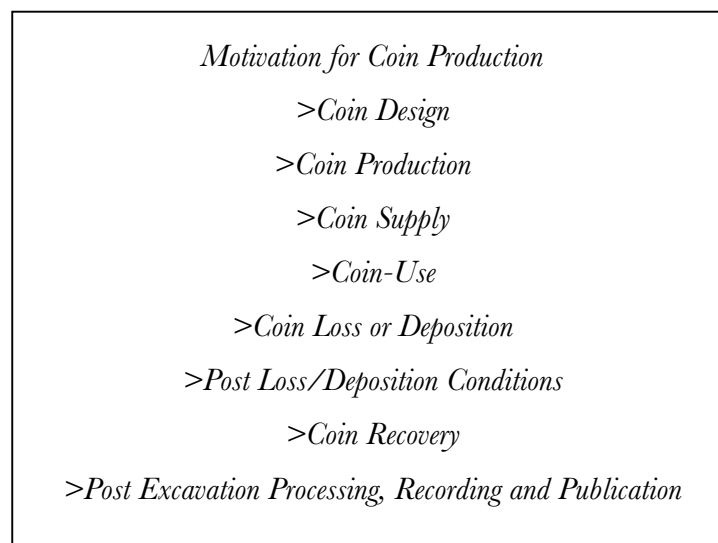 Motivation for Coin Production
>Coin Design
>Coin Production
>Coin Supply
>Coin-Use
>Coin Loss or Deposition
>Post Loss/Deposition Conditions
>Coin Recovery
>Post Excavation Processing, Recording and Publication